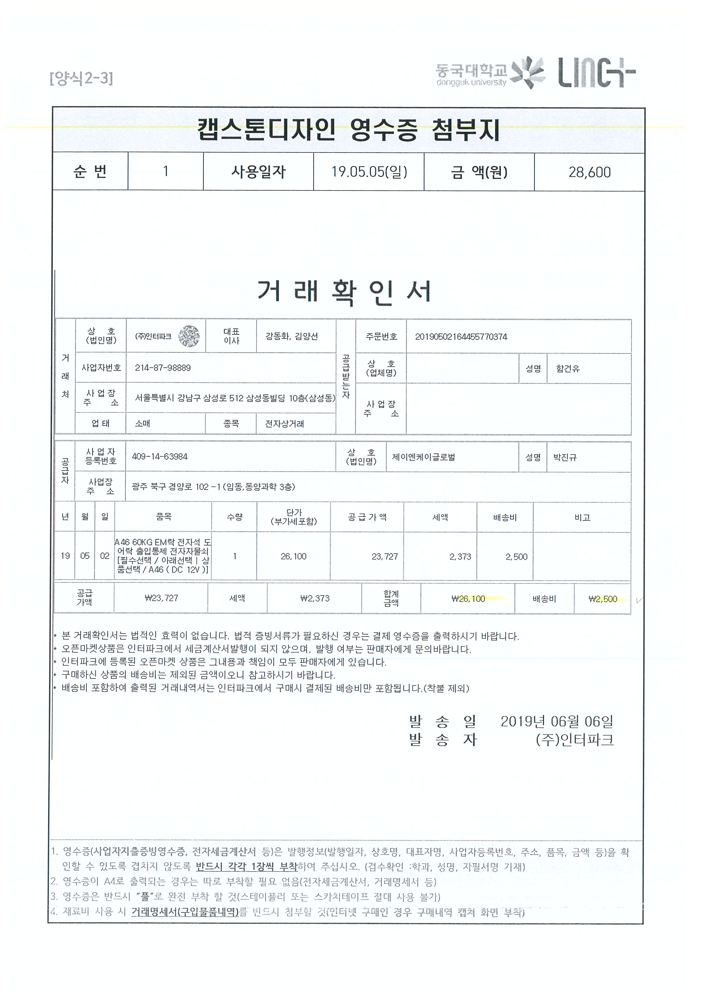 [양식2-3]
동국대학교
dongguk university
LINC+
캡스톤디자인 영수증 첨부지
순 번 1 사용일자 19.05.05(일) 금 액(원) 28,600
거 래 확 인 서
거래처
상 호
(법인명)
(주)인터파크
대표
이사
강동화, 김양선
사업자번호 214-87-98889
사 업 장
주 소
서울특별시 강남구 삼성로 512 삼성동빌딩 10층(삼성동)
업 태 소매 종목 전자상거래
공급받는자
주문번호 20190502164455770374
상 호
(업체명)
성명 함건유
사 업 장
주 소
공급자
사 업 자
등록번호
409-14-63984
상 호
(법인명)
제이엔케이글로벌
성명 박진규
사업장
주 소
광주 북구 경양로 102 -1 (임동,동양과학 3층)
년 월 일 품목 수량 단가
(부가세포함)
공 급 가 액 세액 배송비 비고
19 05 02
A46 60KG EM락 전자석 도
어락 출입통제 전자자물쇠
[필수선택 / 아래선택 | 상
품선택 / A46 ( DC 12V )]
1 26,100 23,727 2,373 2,500
공급
가액
₩23,727 세액 ₩2,373
합계
금액
₩26,100 배송비 ₩2,500
* 본 거래확인서는 법적인 효력이 없습니다. 법적 증빙서류가 필요하신 경우는 결제 영수증을 출력하시기 바랍니다.
* 오픈마켓상품은 인터파크에서 세금계산서발행이 되지 않으며, 발행 여부는 판매자에게 문의바랍니다.
* 인터파크에 등록된 오픈마켓 상품은 그내용과 책임이 모두 판매자에게 있습니다.
* 구매하신 상품의 배송비는 제외된 금액이오니 참고하시기 바랍니다.
* 배송비 포함하여 출력된 거래내역서는 인터파크에서 구매시 결제된 배송비만 포함됩니다.(착불 제외)
발 송 일 2019년 06월 06일
발 송 자 (주)인터파크
1. 영수증(사업자지출증빙영수증, 전자세금계산서 등)은 발행정보(발행일자, 상호명, 대표자명, 사업자등록번호, 주소, 품목, 금액 등)을 확
인할 수 있도록 겹치지 않도록 반드시 각각 1장씩 부착하여 주십시오. (검수확인 :학과, 성명, 자필서명 기재)
2. 영수증이 A4로 출력되는 경우는 따로 부착할 필요 없음(전자세금계산서, 거래명세서 등)
3. 영수증은 반드시 “풀”로 완전 부착 할 것(스테이플러 또는 스카치테이프 절대 사용 불가)
4. 재료비 사용 시 거래명세서(구입물품내역)를 반드시 첨부할 것(인터넷 구매인 경우 구매내역 캡쳐 화면 부착)